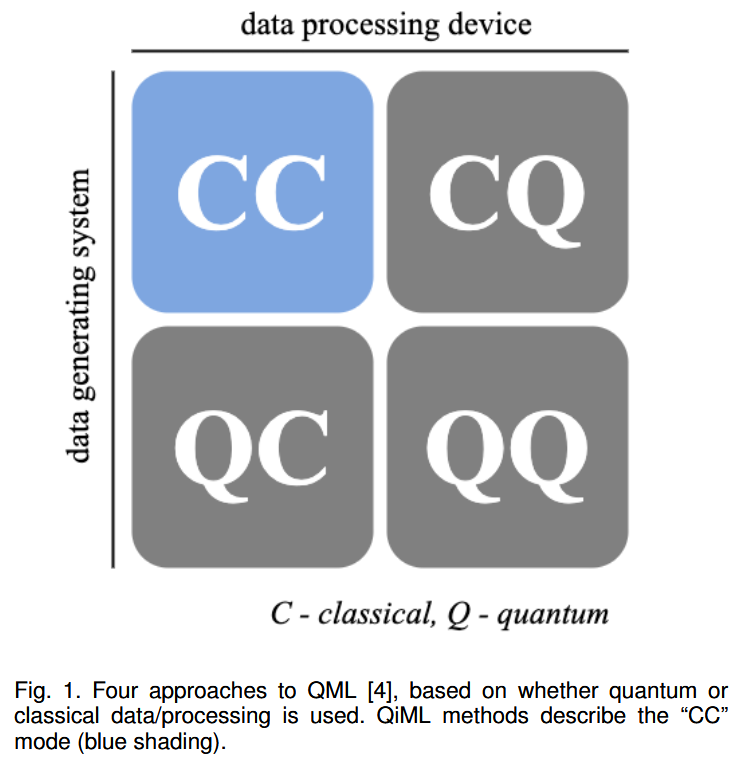 data processing device
data generating system
CC
CQ
QC
QQ
C - classical, Q - quantum
Fig. 1. Four approaches to QML [4], based on whether quantum or
classical data/processing is used. QiML methods describe the “CC”
mode (blue shading).